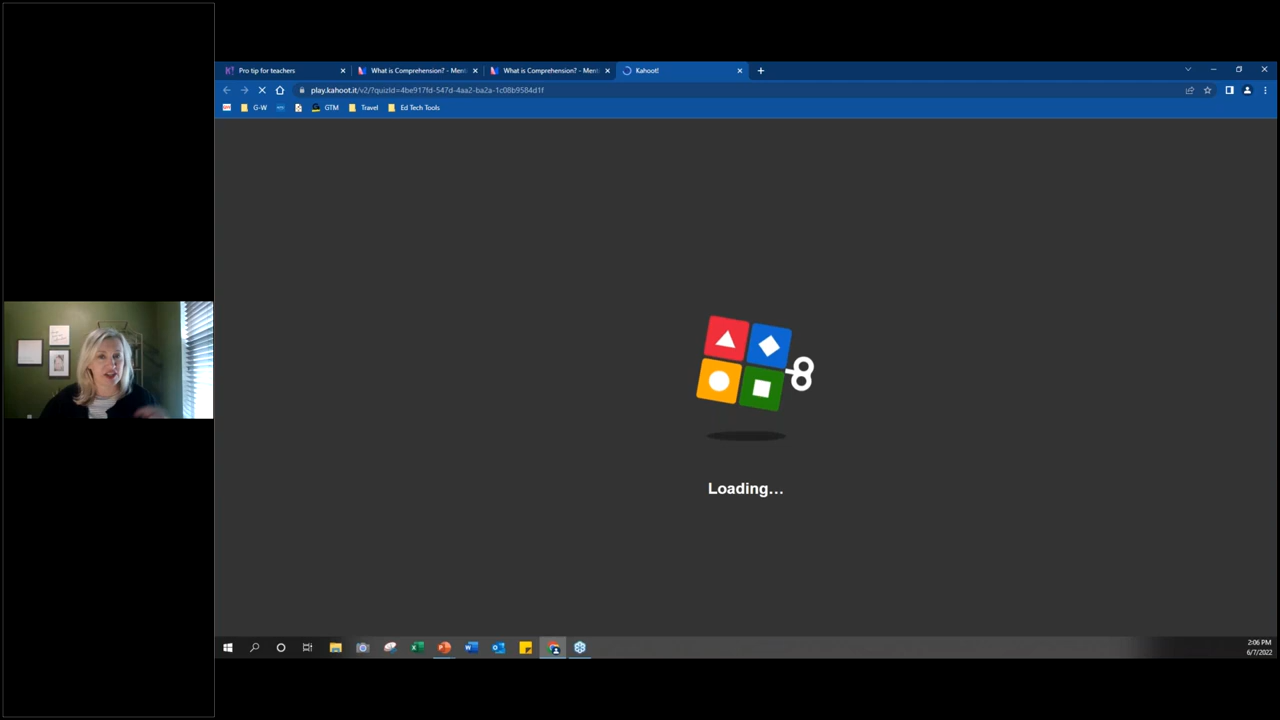 Pro tip for teachers
What is Comprehension? - Ment
What is Comprehension? - Ment
Kahoot!
play.kahoot.it/v2/?quizId=4be917fd-547d-4aa2-ba2a-1c08b9584d1f
G-W
GTM
Travel
Ed Tech Tools
Loading...
2:06 PM
6/7/2022